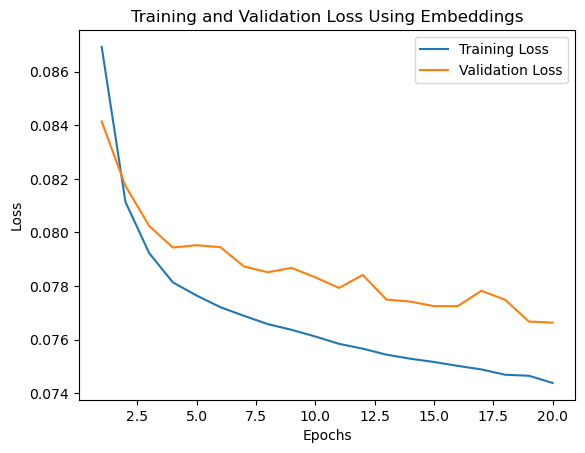 Training and Validation Loss Using Embeddings
Training Loss
Validation Loss
0.086
0.084
0.082
0.080
0.078
0.076
0.074
Loss
2.5 5.0 7.5 10.0 12.5 15.0 17.5 20.0
Epochs